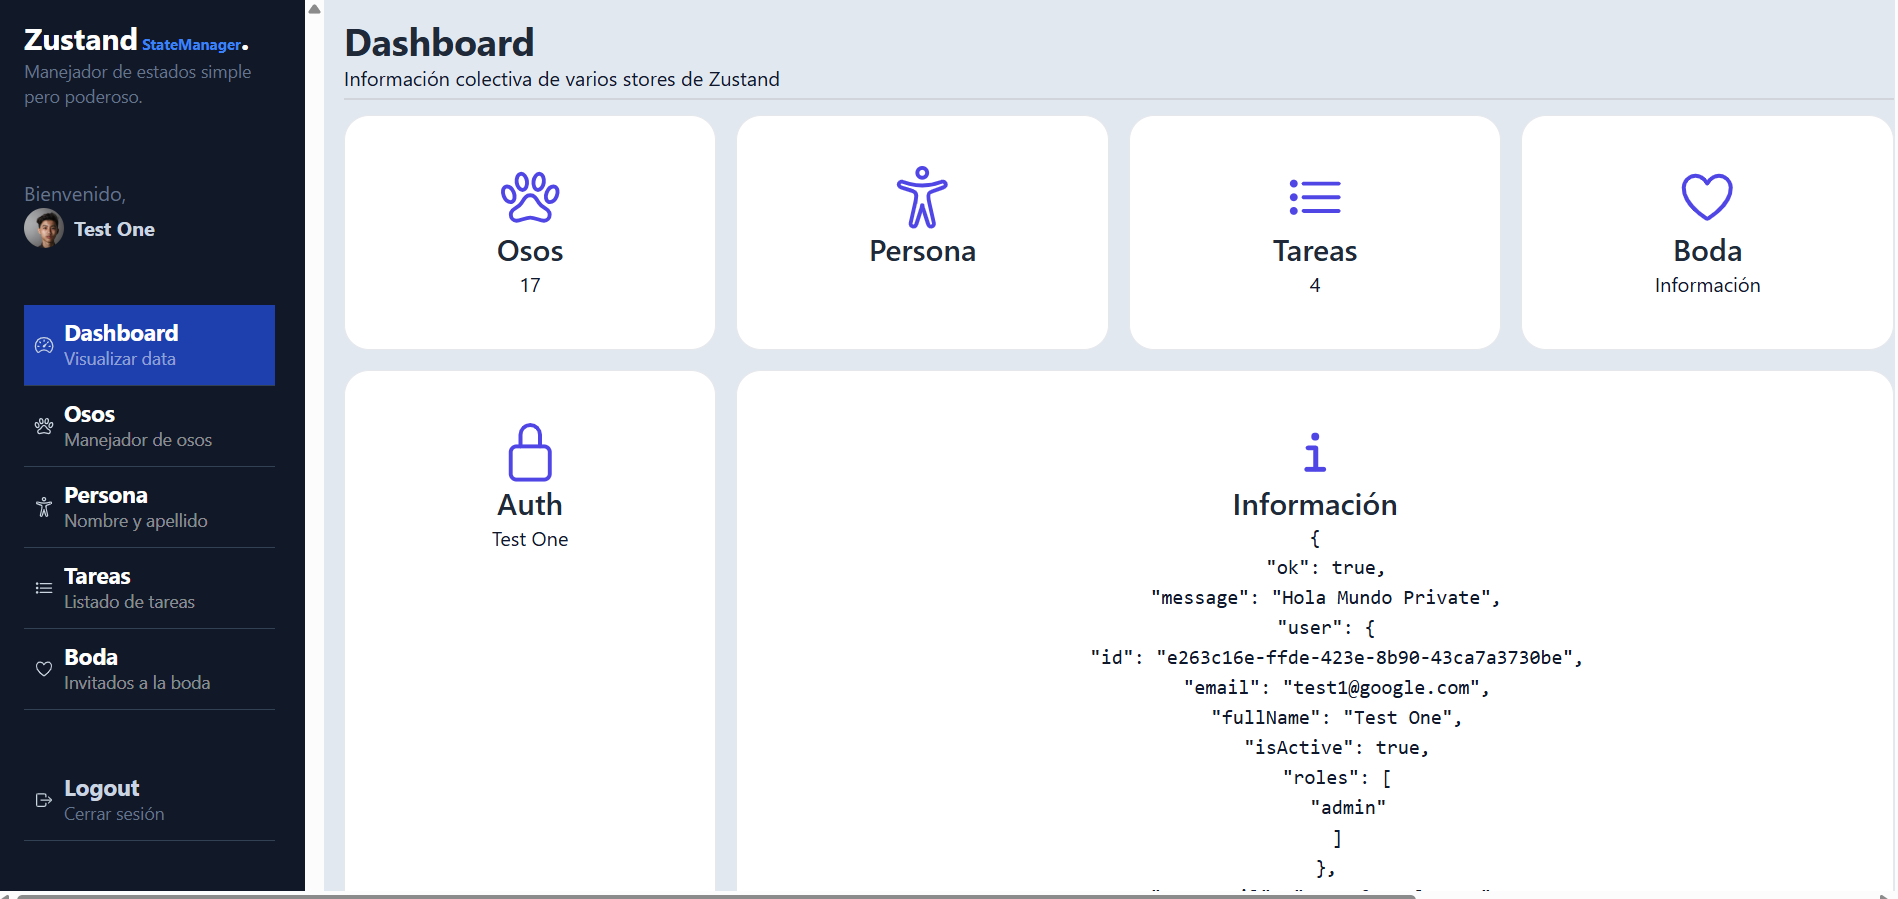 Zustand StateManager.
Manejador de estados simple
pero poderoso.
Bienvenido,
Test One
Dashboard
Visualizar data
Osos
Manejador de osos
Persona
Nombre y apellido
Tareas
Listado de tareas
Boda
Invitados a la boda
Logout
Cerrar sesión
Dashboard
Información colectiva de varios stores de Zustand
Osos
17
Persona
Tareas
4
Boda
Información
Auth
Test One
Información
{
"ok": true,
"message": "Hola Mundo Private",
"user": {
"id": "e263c16e-ffde-423e-8b90-43ca7a3730be",
"email": "test1@google.com",
"fullName": "Test One",
"isActive": true,
"roles": [
"admin"
]
},